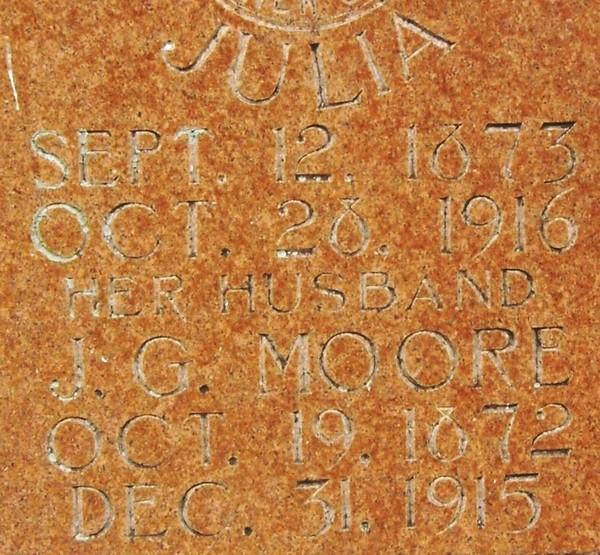 JULIA
SEPT. 12. 1873
OCT. 28. 1916
HER HUSBAND
J. G. MOORE
OCT. 19. 1872
DEC. 31. 1915